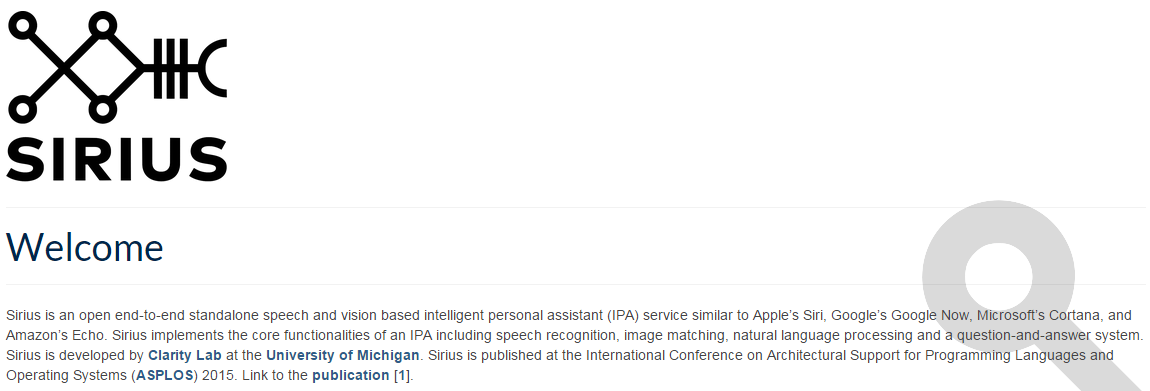 SIRIUS
Welcome
Sirius is an open end-to-end standalone speech and vision based intelligent personal assistant (IPA) service similar to Apple's Siri, Google's Google Now, Microsoft's Cortana, and
Amazon's Echo. Sirius implements the core functionalities of an IPA including speech recognition, image matching, natural language processing and a question-and-answer system.
Sirius is developed by Clarity Lab at the University of Michigan. Sirius is published at the International Conference on Architectural Support for Programming Languages and
Operating Systems (ASPLOS) 2015. Link to the publication [1].